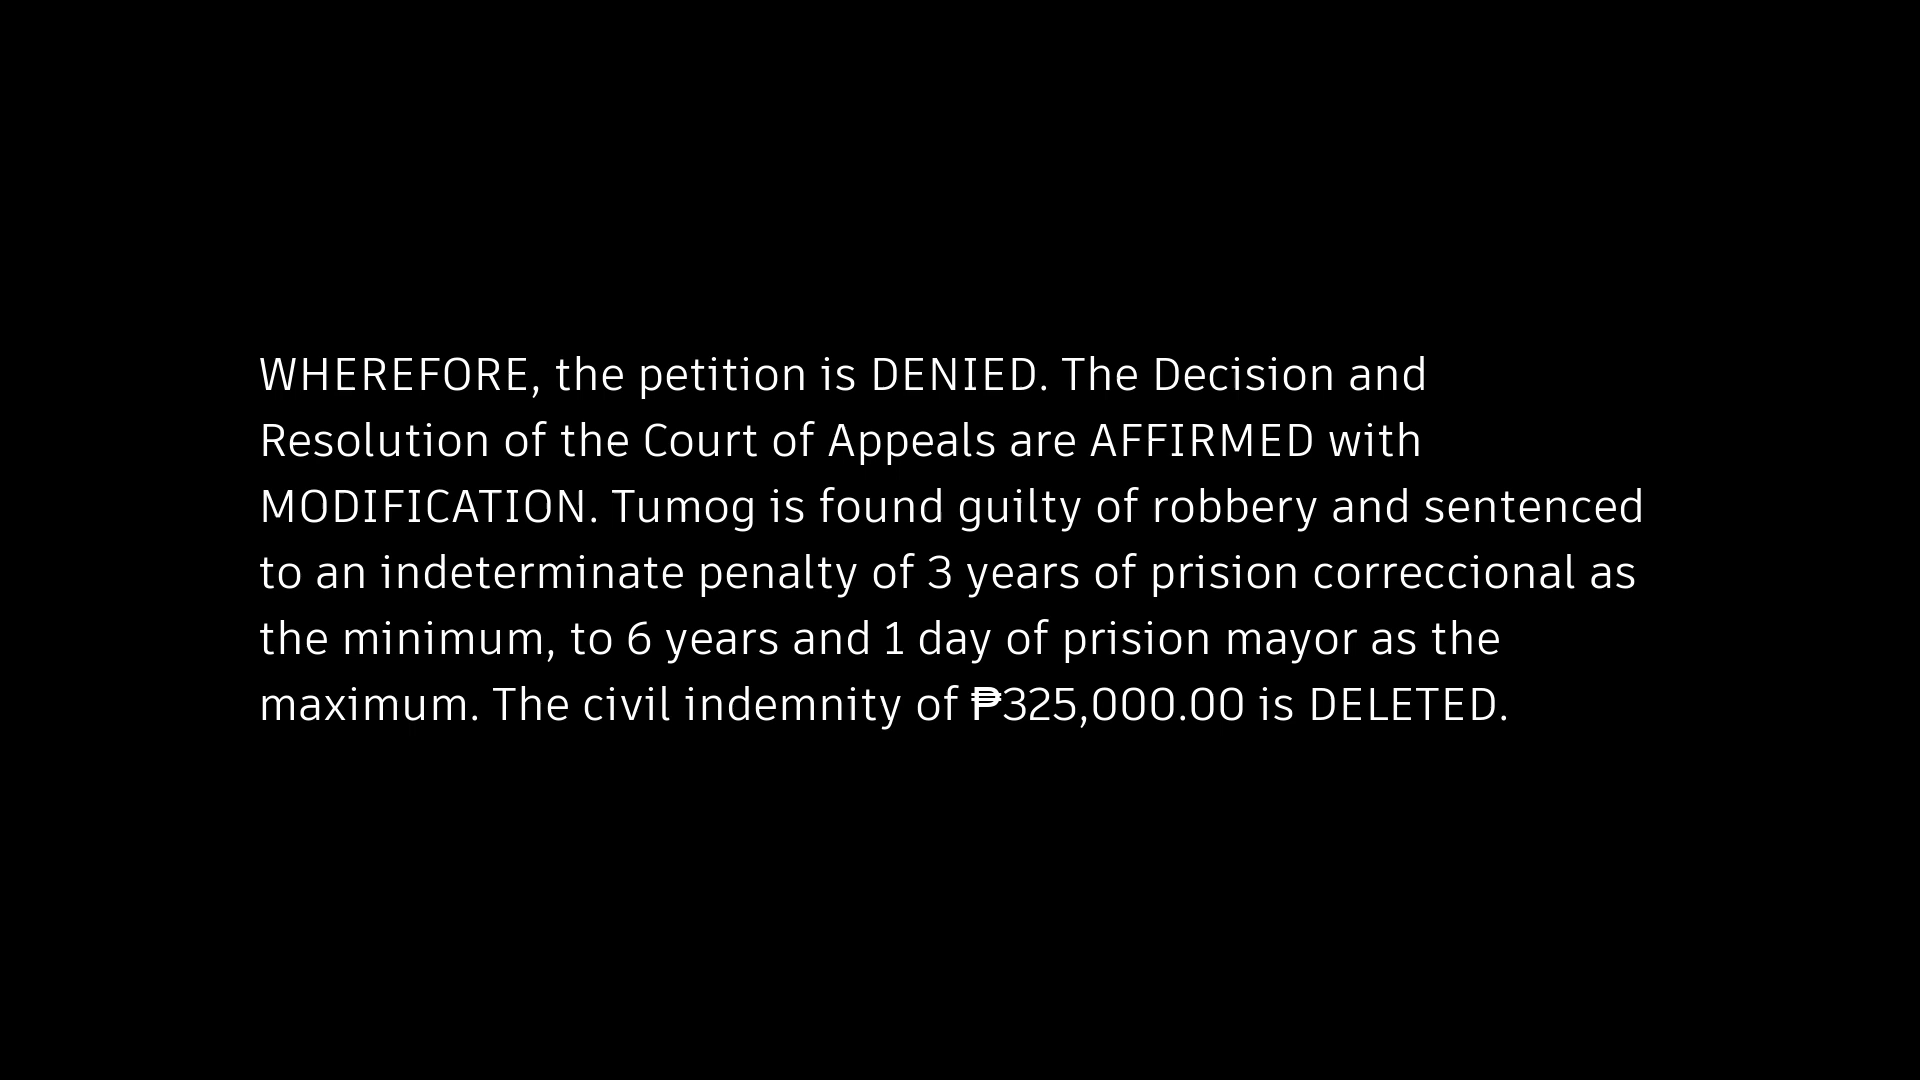 WHEREFORE, the petition is DENIED. The Decision and
Resolution of the Court of Appeals are AFFIRMED with
MODIFICATION. Tumog is found guilty of robbery and sentenced
to an indeterminate penalty of 3 years of prision correccional as
the minimum, to 6 years and 1 day of prision mayor as the
maximum. The civil indemnity of ₱325,000.00 is DELETED.